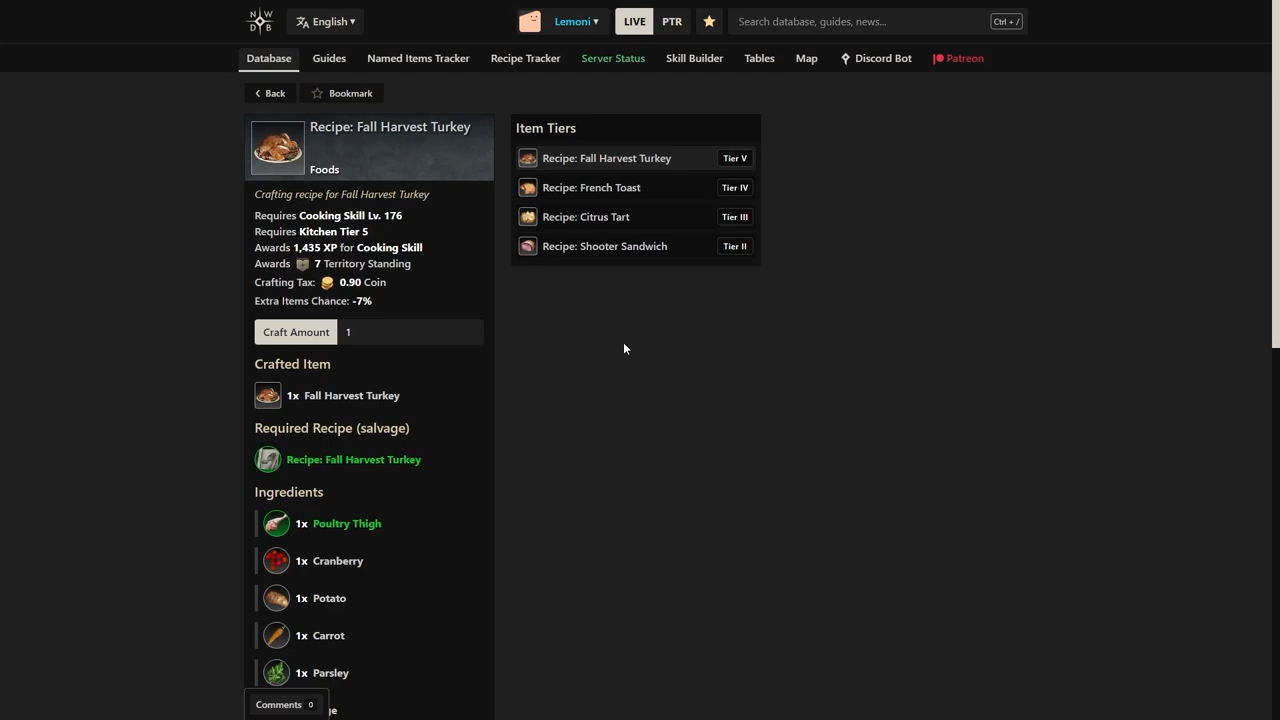 NW
DB
English ▾
Lemoni ▾
LIVE
PTR
Search database, guides, news...
Ctrl + /
Database
Guides
Named Items Tracker
Recipe Tracker
Server Status
Skill Builder
Tables
Map
Discord Bot
Patreon
Back
Bookmark
Recipe: Fall Harvest Turkey
Foods
Crafting recipe for Fall Harvest Turkey
Requires Cooking Skill Lv. 176
Requires Kitchen Tier 5
Awards 1,435 XP for Cooking Skill
Awards 7 Territory Standing
Crafting Tax: 0.90 Coin
Extra Items Chance: -7%
Craft Amount 1
Crafted Item
1x Fall Harvest Turkey
Required Recipe (salvage)
Recipe: Fall Harvest Turkey
Ingredients
1x Poultry Thigh
1x Cranberry
1x Potato
1x Carrot
1x Parsley
Comments 0
Item Tiers
Recipe: Fall Harvest Turkey Tier V
Recipe: French Toast Tier IV
Recipe: Citrus Tart Tier III
Recipe: Shooter Sandwich Tier II